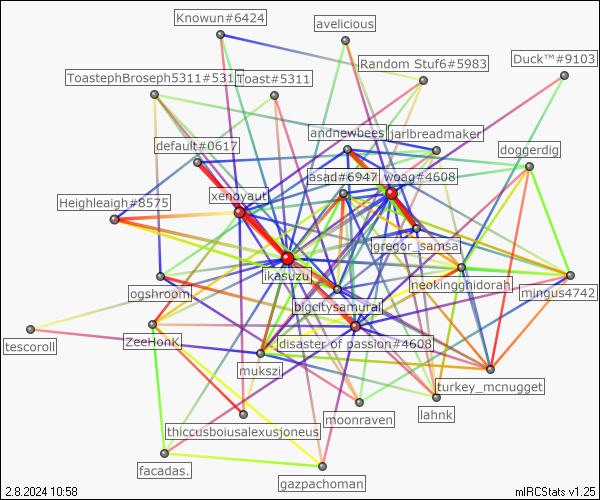 Knowun#6424
avelicious
Random Stuf6#5983
Duck™#9103
ToastephBroseph5311#531
Toast#5311
andnewbees
jarlbreadmaker
default#0617
doggerdig
asad#6947
woag#4608
xenoyaut
Heighleaigh#8575
gregor_samsa
ikasuzu
neokingghidorah
ogshroom
bigcitysamurai
mingus4742
tescoroll
ZeeHonK
disaster of passion#4608
mukszi
turkey_mcnugget
moonraven
lahnk
thiccusboiusalexusjoneus
facadas.
gazpachoman
2.8.2024 10:58
mIRCStats v1.25